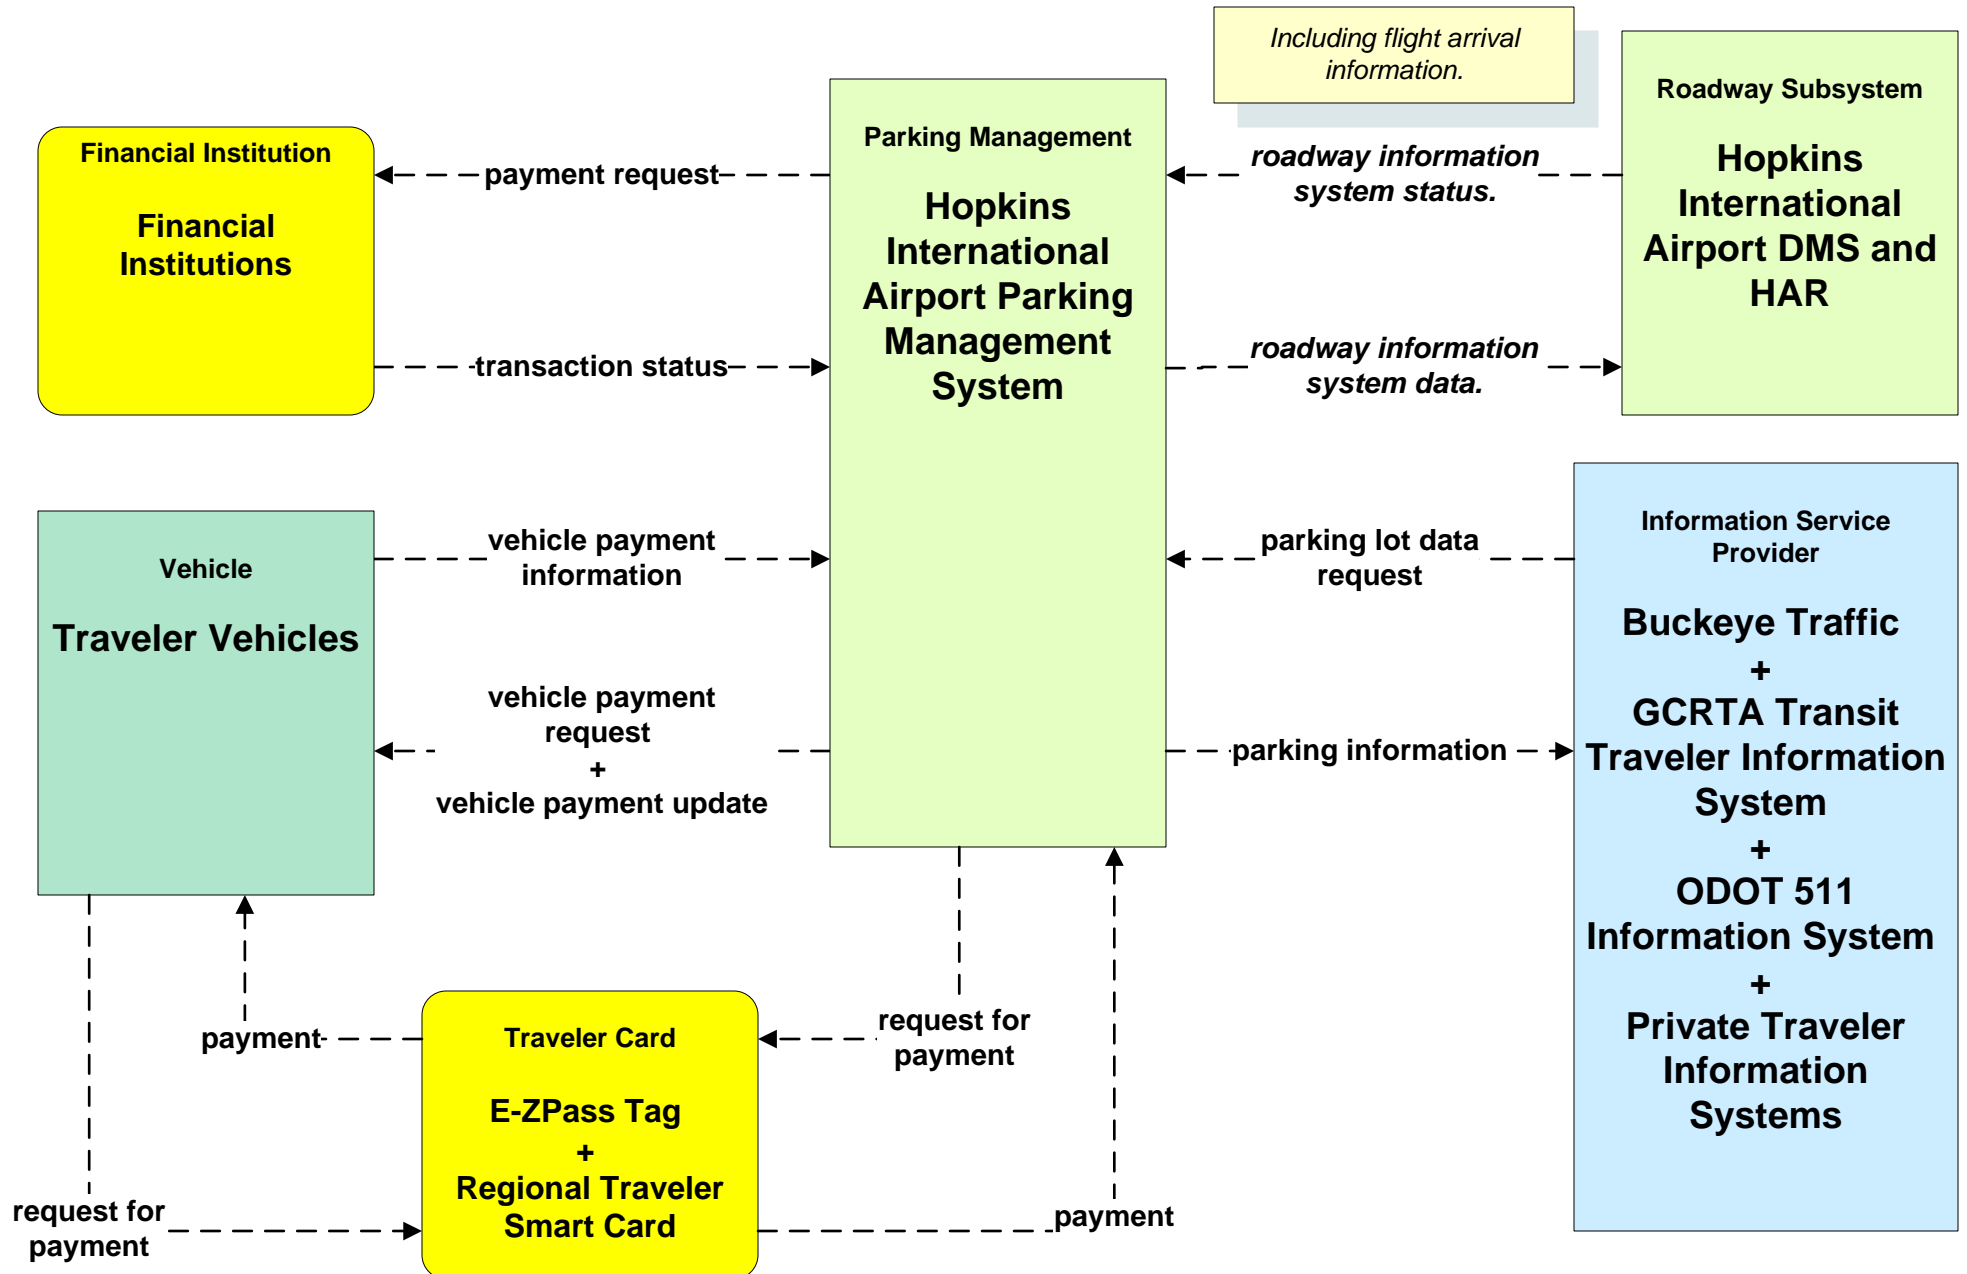 Including flight arrival
information.
Financial Institution
Financial
Institutions
payment request
transaction status
Parking Management
Hopkins
International
Airport Parking
Management
System
roadway information
system status.
roadway information
system data.
Roadway Subsystem
Hopkins
International
Airport DMS and
HAR
Vehicle
Traveler Vehicles
vehicle payment
information
vehicle payment
request
+
vehicle payment update
parking lot data
request
parking information
Information Service
Provider
Buckeye Traffic
+
GCRTA Transit
Traveler Information
System
+
ODOT 511
Information System
+
Private Traveler
Information
Systems
payment
Traveler Card
E-ZPass Tag
+
Regional Traveler
Smart Card
request for
payment
request for
payment
payment